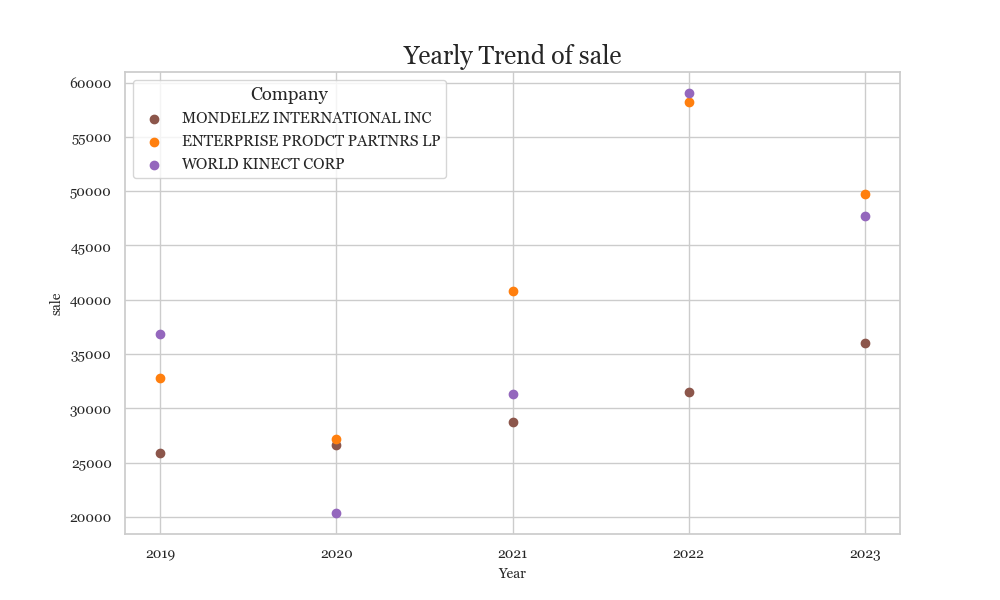 Yearly Trend of sale
Company
MONDELEZ INTERNATIONAL INC
ENTERPRISE PRODCT PARTNRS LP
WORLD KINECT CORP
60000
55000
50000
45000
40000
35000
30000
25000
20000
sale
2019 2020 2021 2022 2023
Year